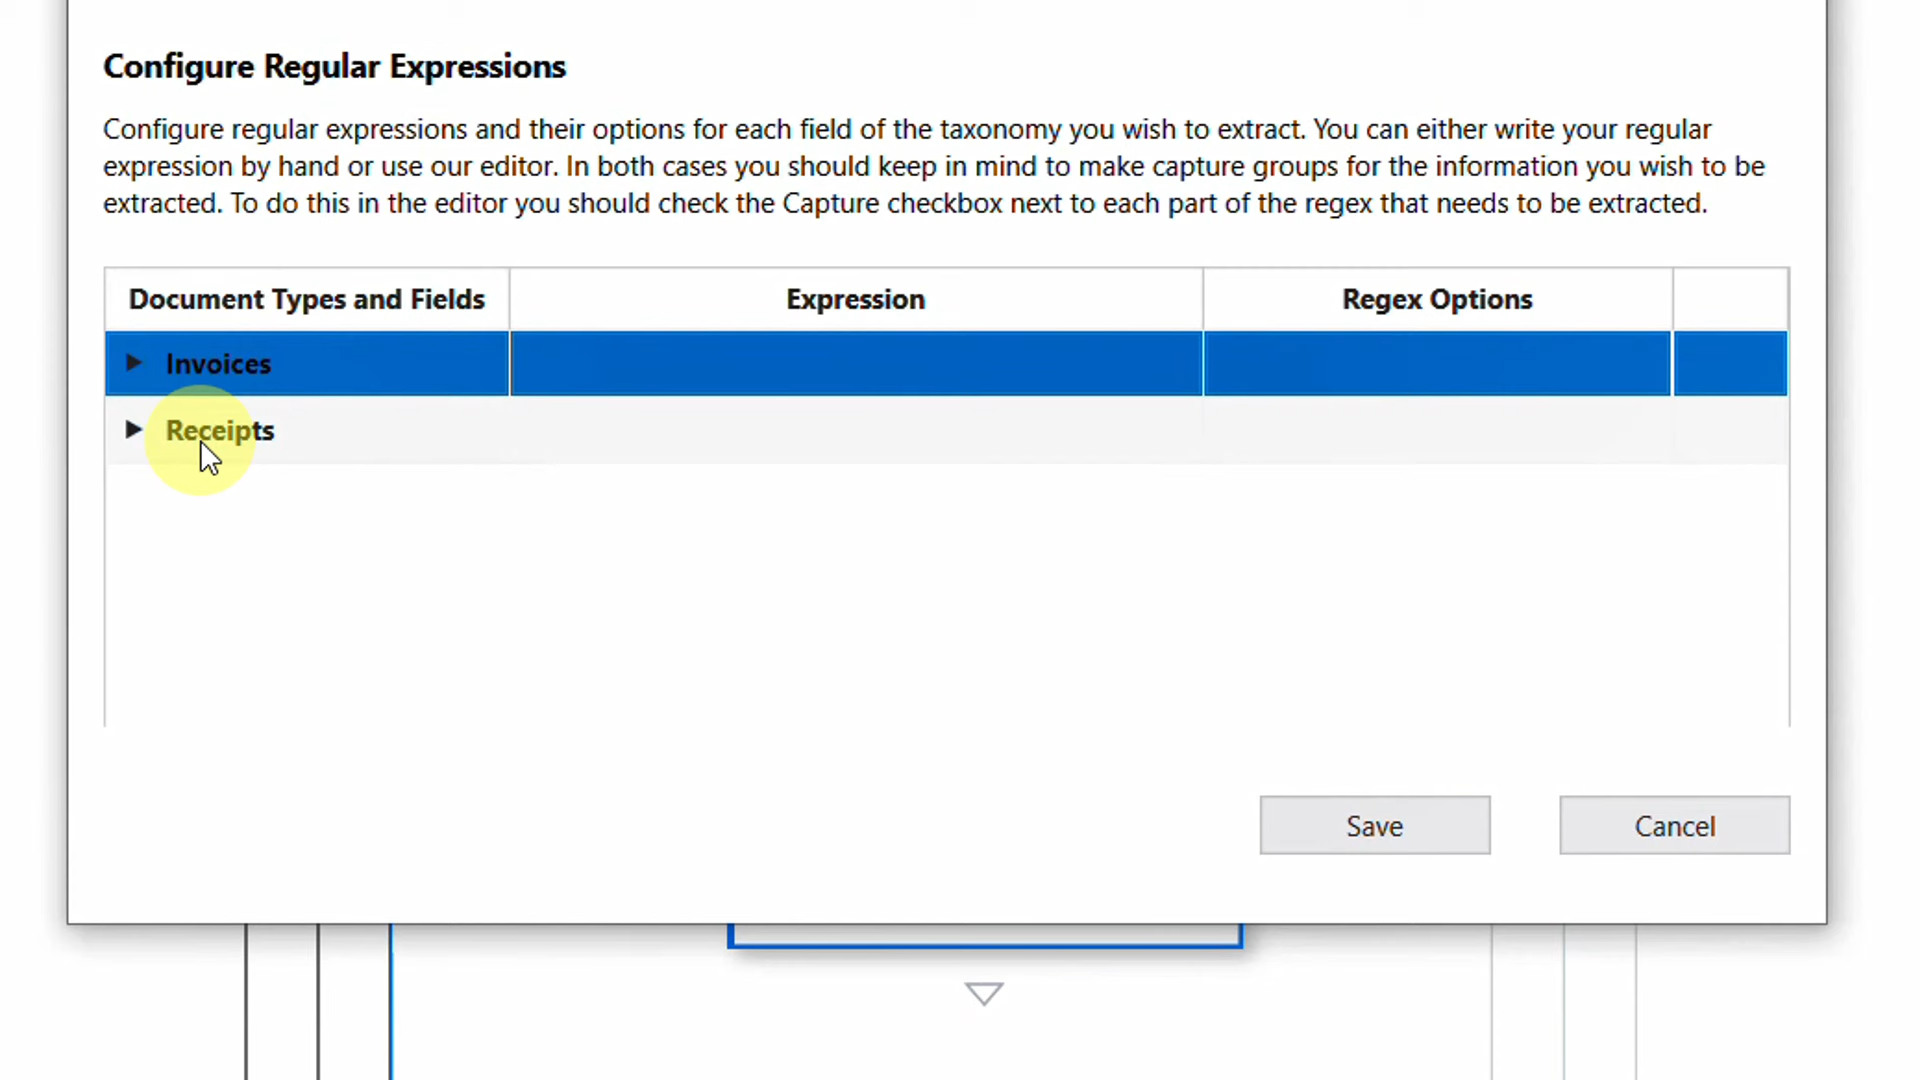 Configure Regular Expressions
Configure regular expressions and their options for each field of the taxonomy you wish to extract. You can either write your regular
expression by hand or use our editor. In both cases you should keep in mind to make capture groups for the information you wish to be
extracted. To do this in the editor you should check the Capture checkbox next to each part of the regex that needs to be extracted.
Document Types and Fields Expression Regex Options
Invoices
Receipts
Save Cancel